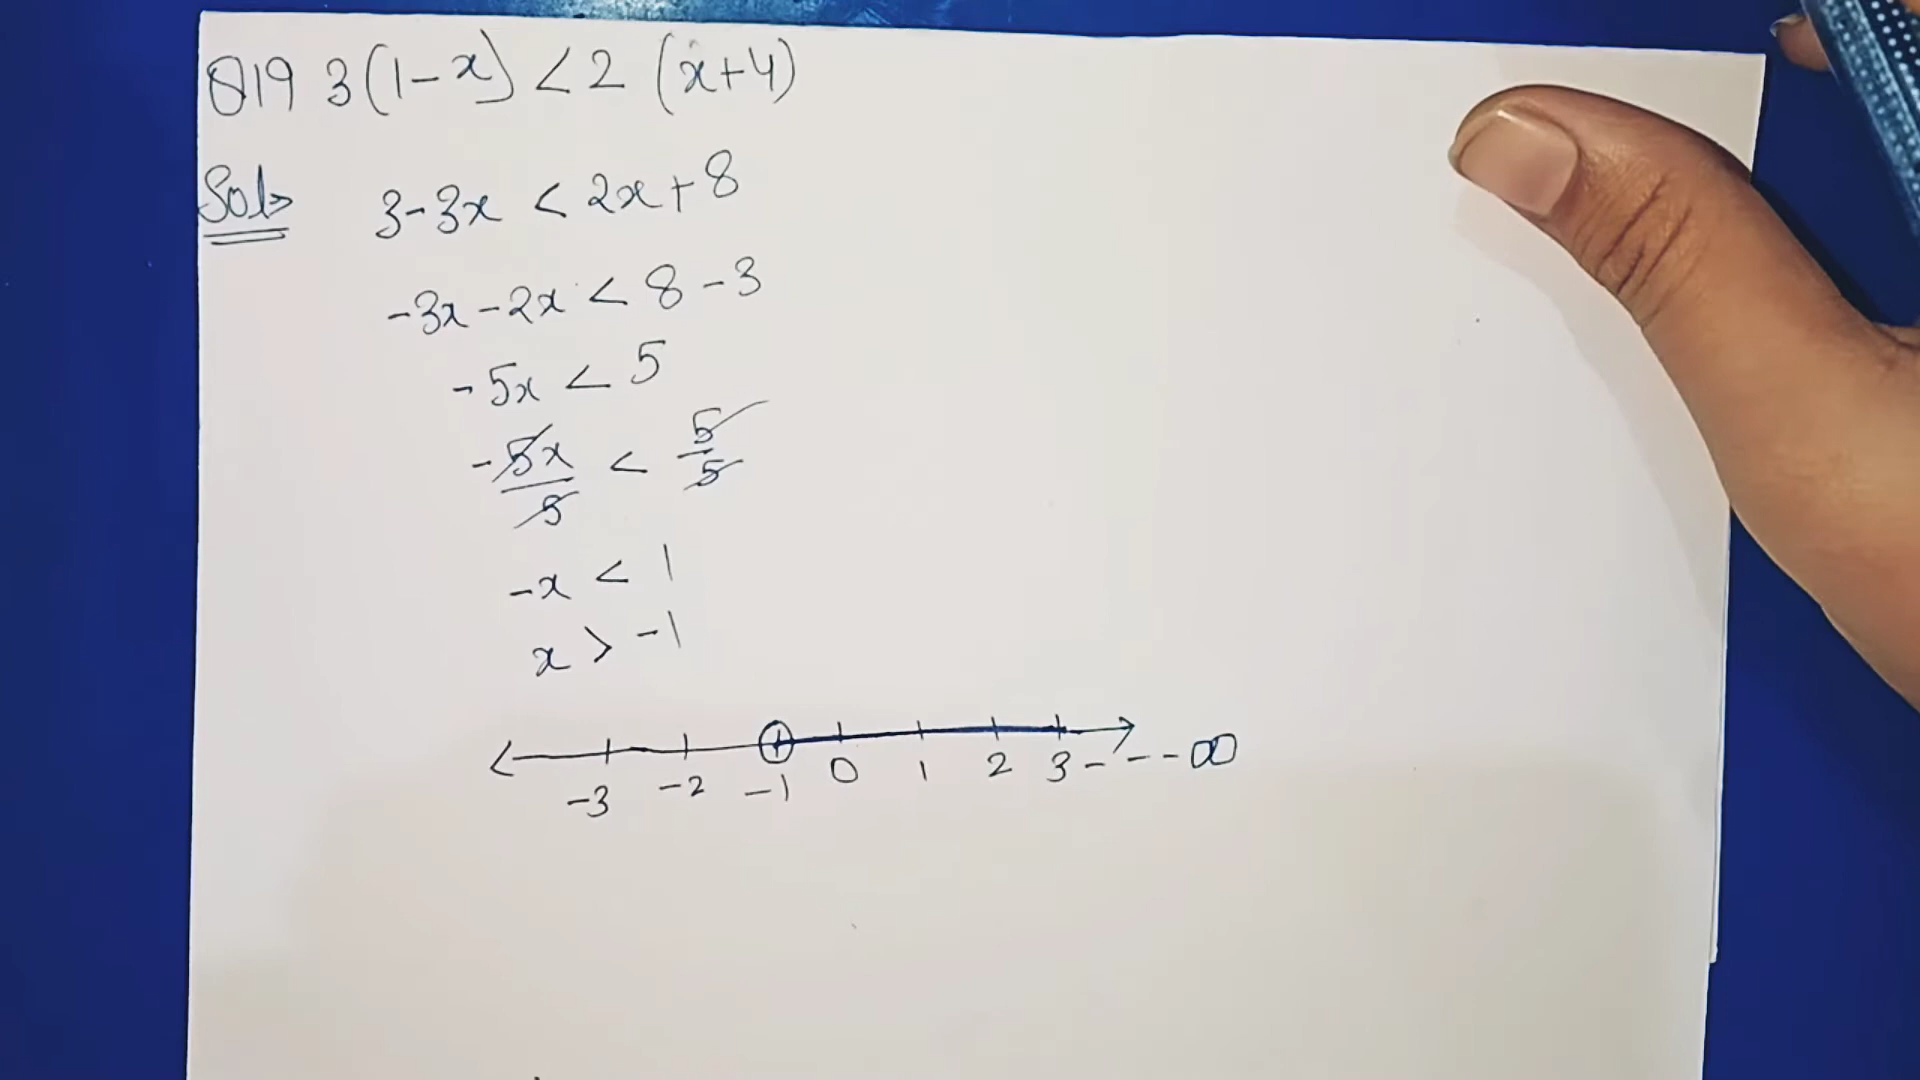 Q19 3(1-x) < 2 (x+4)
Sol>
3-3x < 2x+8
-3x-2x < 8-3
-5x < 5
-5x/5 < 5/5
-x < 1
x > -1
-3 -2 -1 0 1 2 3 - - - ∞